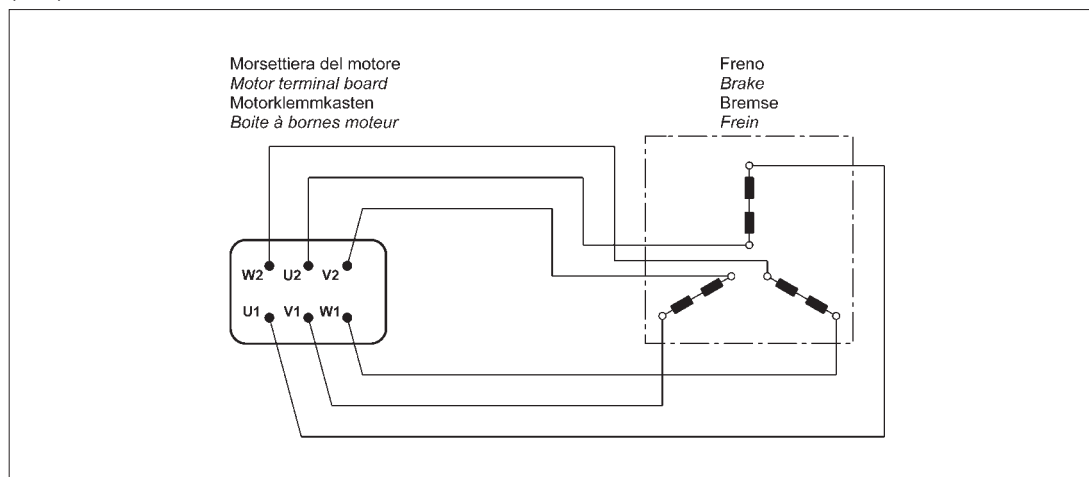 Morsettiera del motore
Motor terminal board
Motorklemmkasten
Boite à bornes moteur
Freno
Brake
Bremse
Frein
W2 U2 V2
U1 V1 W1